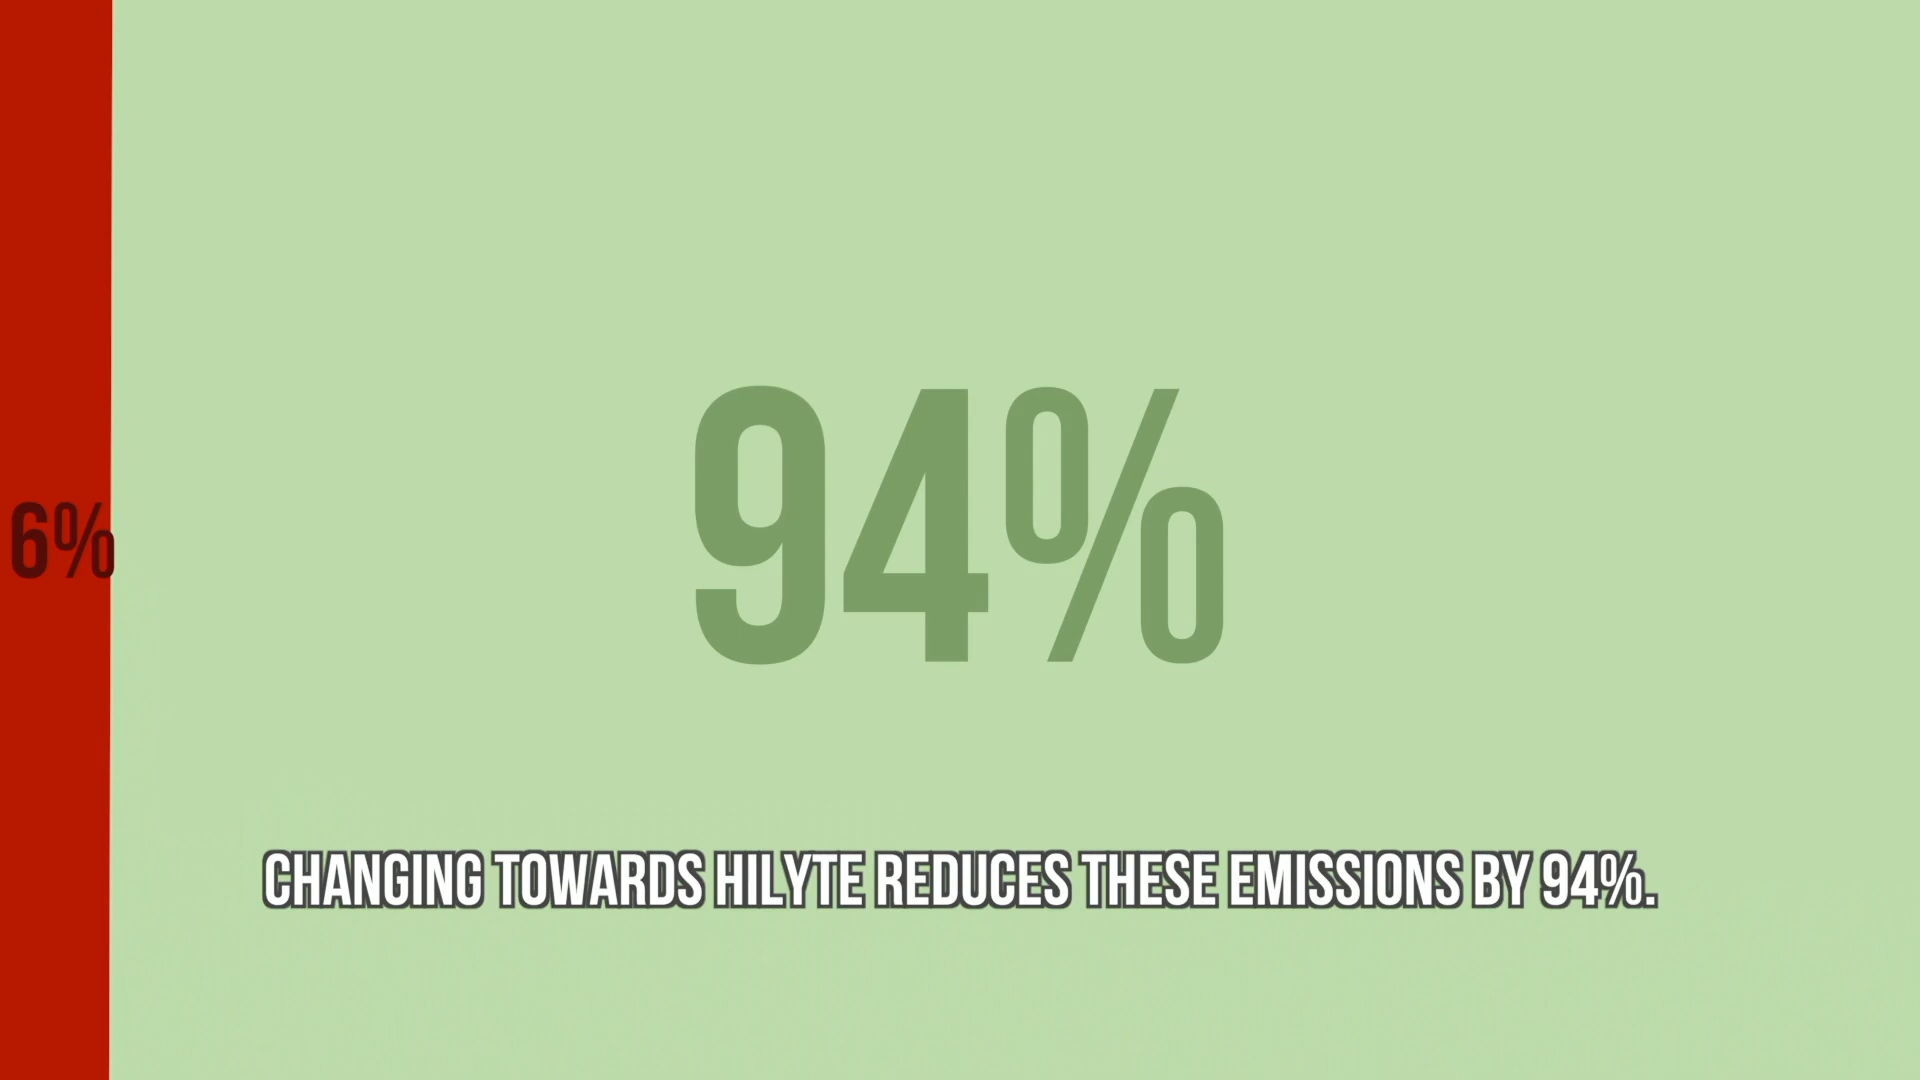 94%
6%
CHANGING TOWARDS HILYTE REDUCES THESE EMISSIONS BY 94%.